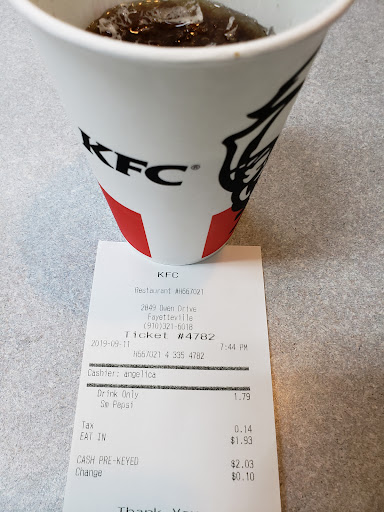 KFC®
KFC
Restaurant #H667021
2849 Owen Drive
Fayetteville
(910)321-6018
Ticket #4782
2019-09-11 7:44 PM
H667021 4 335 4782
Cashier: angelica
Drink Only 1.79
Sm Pepsi
Tax 0.14
EAT IN $1.93
CASH PRE-KEYED $2.03
Change $0.10
Thank You